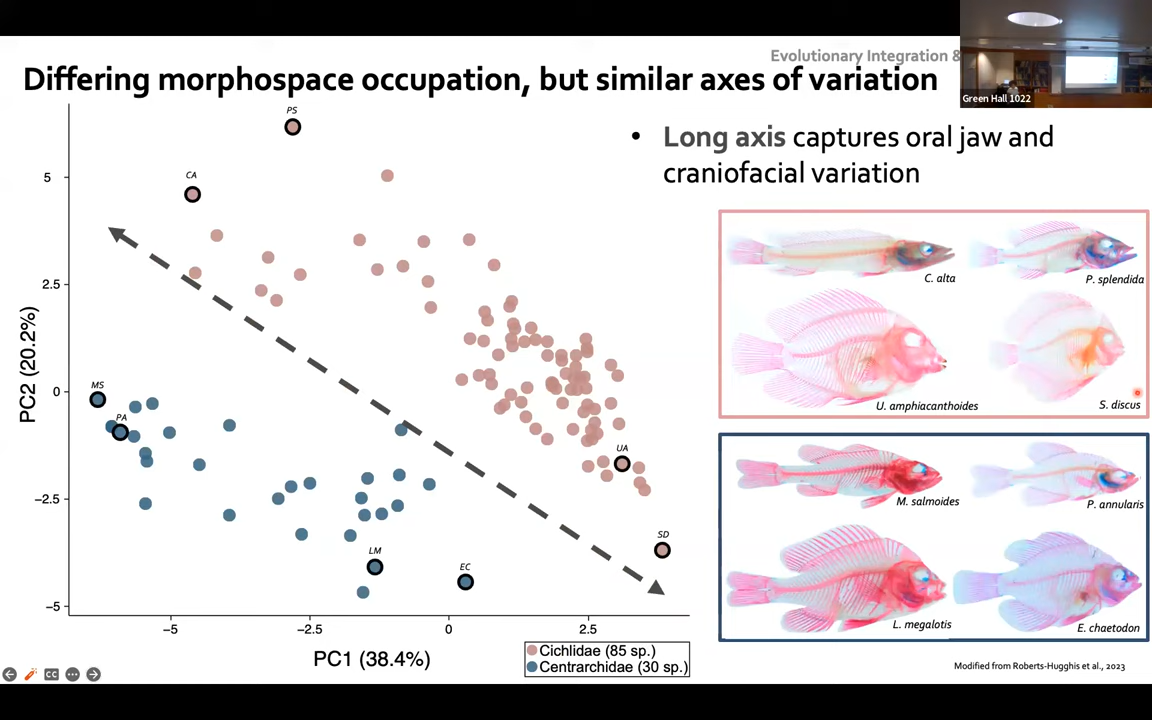 Evolutionary Integration &
Differing morphospace occupation, but similar axes of variation
Green Hall 1022
• Long axis captures oral jaw and
craniofacial variation
PS
CA
MS
PA
LM
EC
UA
SD
5
2.5
0
−2.5
−5
PC2 (20.2%)
−5
−2.5
0
2.5
PC1 (38.4%)
Cichlidae (85 sp.)
Centrarchidae (30 sp.)
C. alta
P. splendida
U. amphiacanthoides
S. discus
M. salmoides
P. annularis
L. megalotis
E. chaetodon
Modified from Roberts-Hugghis et al., 2023
CC